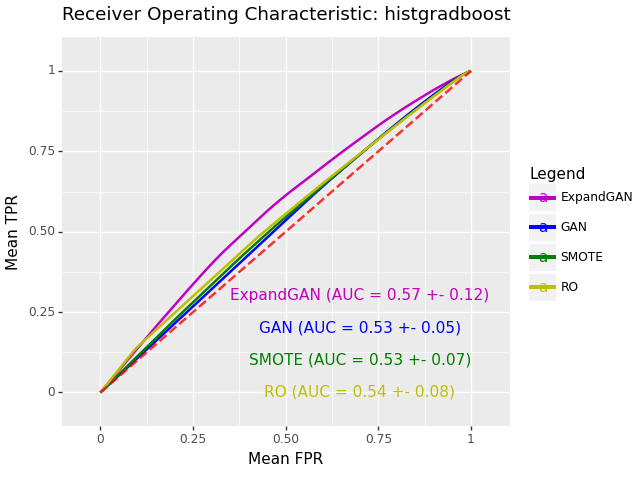 Receiver Operating Characteristic: histgradboost
1
0.75
0.50
0.25
0
Mean TPR
ExpandGAN (AUC = 0.57 +- 0.12)
GAN (AUC = 0.53 +- 0.05)
SMOTE (AUC = 0.53 +- 0.07)
RO (AUC = 0.54 +- 0.08)
0 0.25 0.50 0.75 1
Mean FPR
Legend
a ExpandGAN
a GAN
a SMOTE
a RO